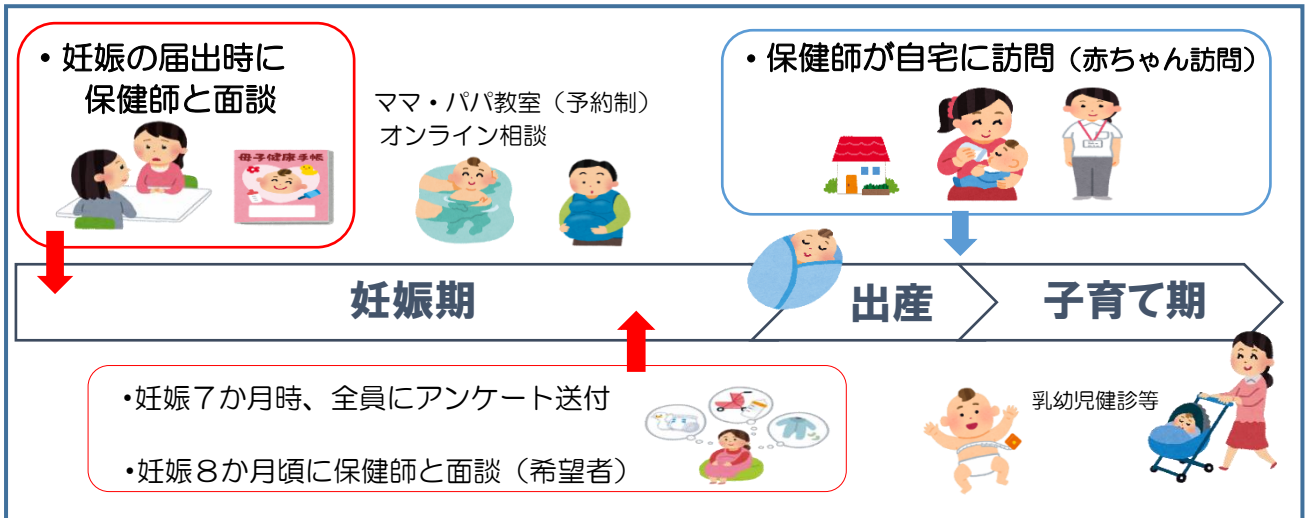 ・妊娠の届出時に
保健師と面談
母子健康手帳
ママ・パパ教室（予約制）
オンライン相談
・保健師が自宅に訪問（赤ちゃん訪問）
妊娠期
出産
子育て期
・妊娠７か月時、全員にアンケート送付
・妊娠８か月頃に保健師と面談（希望者）
乳幼児健診等